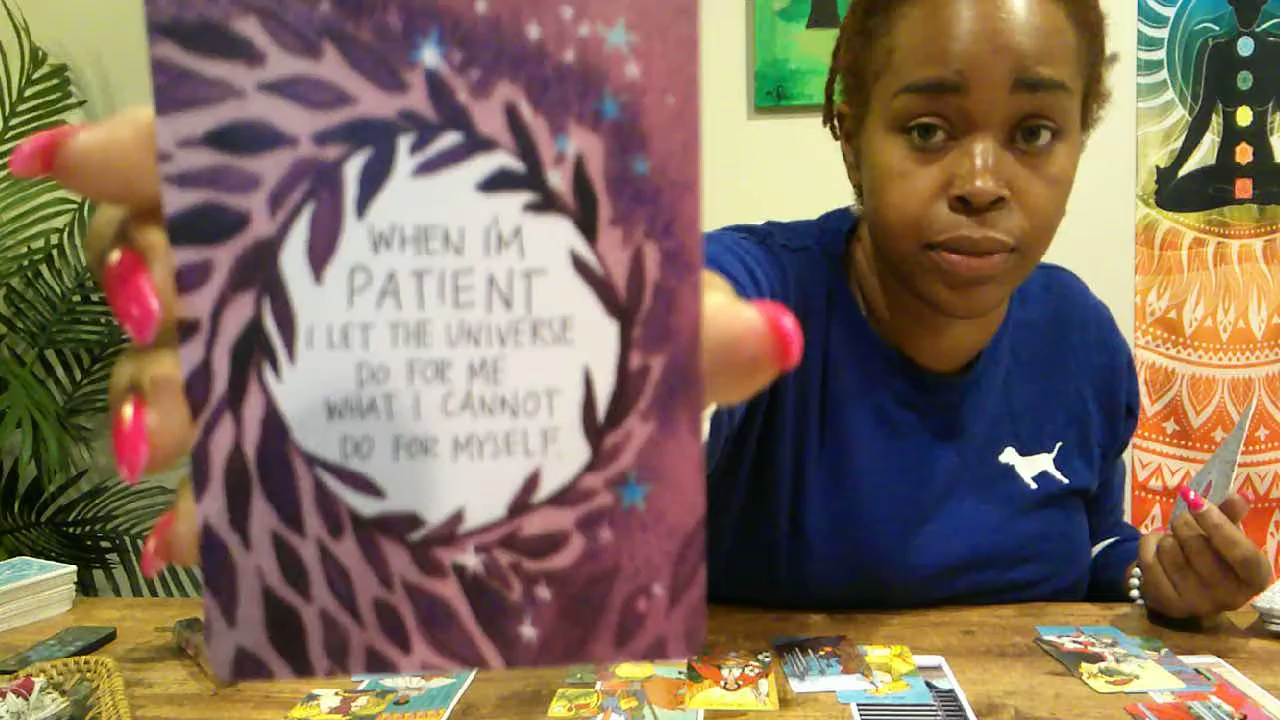 WHEN I'M
PATIENT
I LET THE UNIVERSE
DO FOR ME
WHAT I CANNOT
DO FOR MYSELF.